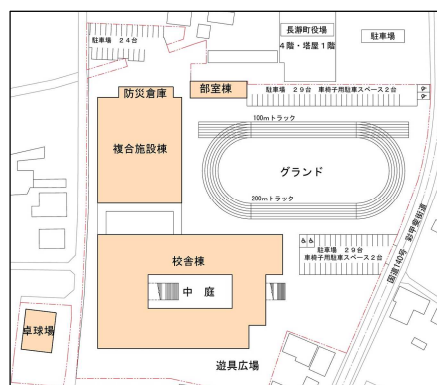 長瀞町役場
駐車場 24台
4階・塔屋1階
駐車場
防災倉庫
部室棟
駐車場 29台 車椅子用駐車スペース2台
100mトラック
複合施設棟
グランド
200mトラック
校舎棟
駐車場 29台
車椅子用駐車スペース2台
国道140号 彩甲斐街道
中庭
卓球場
遊具広場